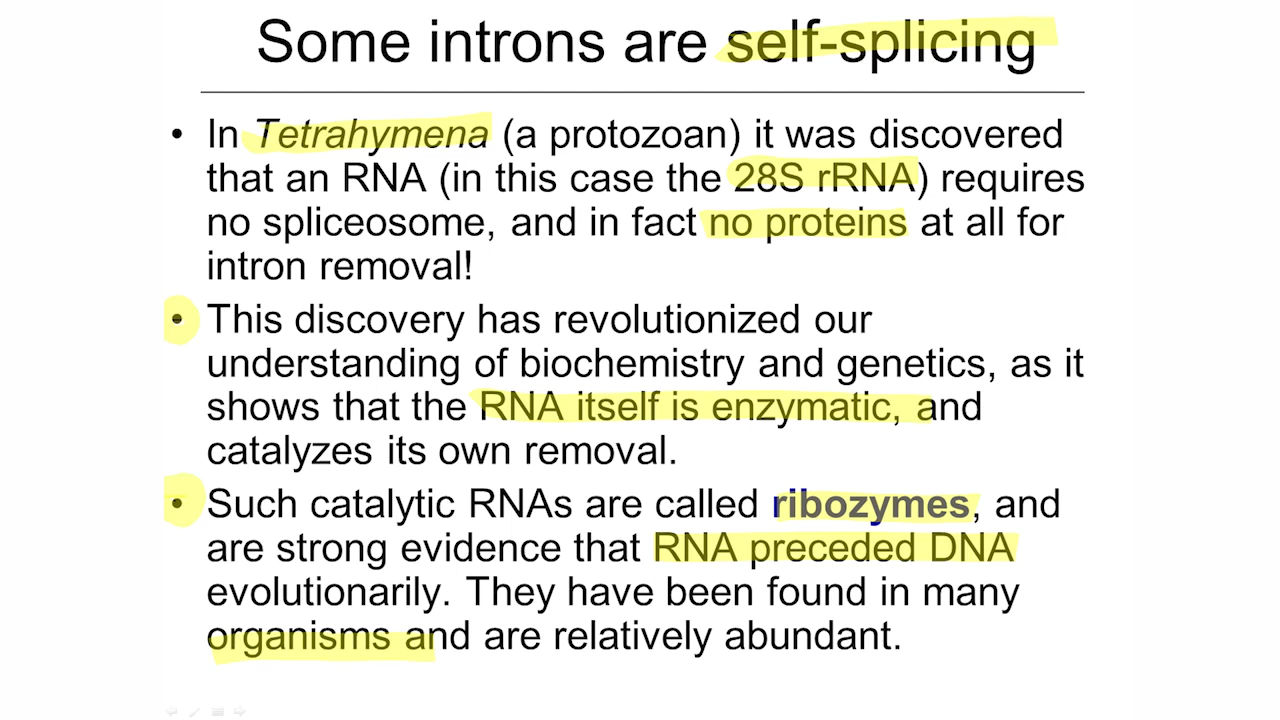 Some introns are self-splicing
• In Tetrahymena (a protozoan) it was discovered
that an RNA (in this case the 28S rRNA) requires
no spliceosome, and in fact no proteins at all for
intron removal!
• This discovery has revolutionized our
understanding of biochemistry and genetics, as it
shows that the RNA itself is enzymatic, and
catalyzes its own removal.
• Such catalytic RNAs are called ribozymes, and
are strong evidence that RNA preceded DNA
evolutionarily. They have been found in many
organisms and are relatively abundant.